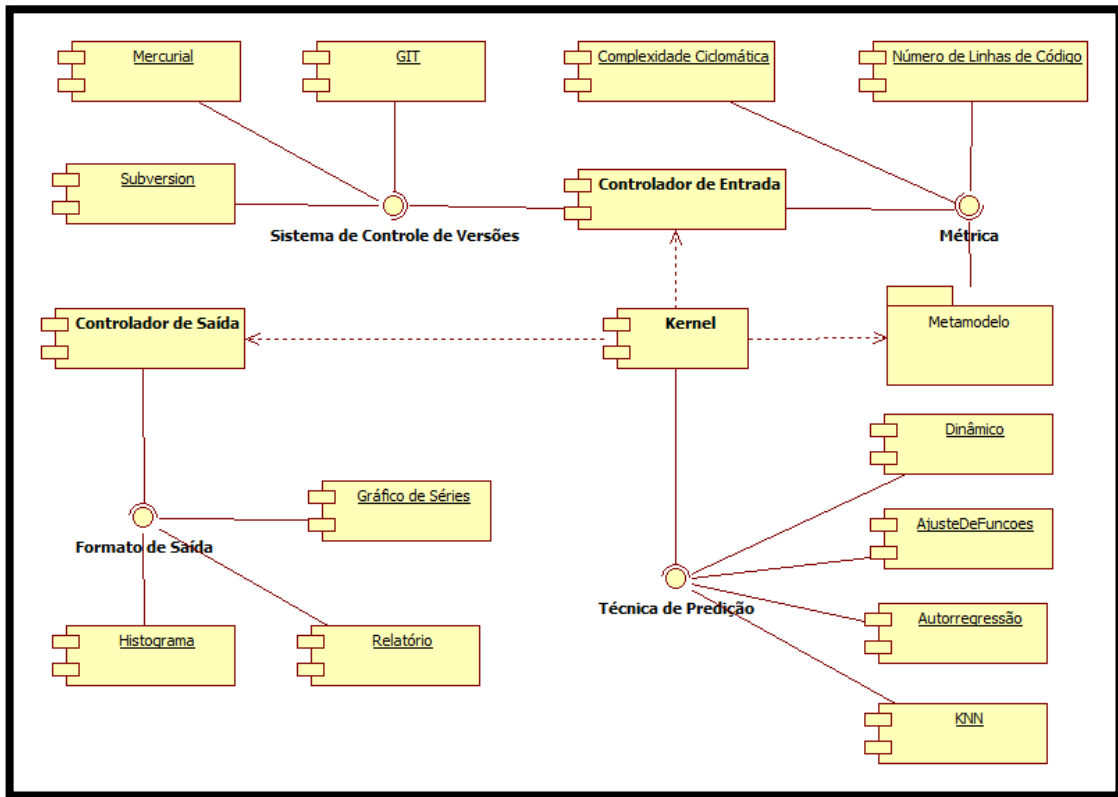 Mercurial
GIT
Complexidade Ciclomática
Número de Linhas de Código
Subversion
Controlador de Entrada
Sistema de Controle de Versões
Métrica
Controlador de Saída
Kernel
Metamodelo
Dinâmico
Gráfico de Séries
AjusteDeFuncoes
Formato de Saída
Técnica de Predição
Autorregressão
Histograma
Relatório
KNN